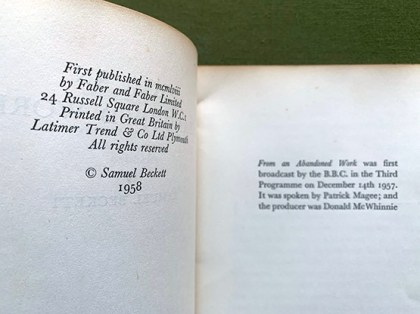 First published in mcmlviii
by Faber and Faber Limited
24 Russell Square London W.C.1
Printed in Great Britain by
Latimer Trend & Co Ltd Plymouth
All rights reserved
© Samuel Beckett
1958
From an Abandoned Work was first
broadcast by the B.B.C. in the Third
Programme on December 14th 1957.
It was spoken by Patrick Magee; and
the producer was Donald McWhinnie